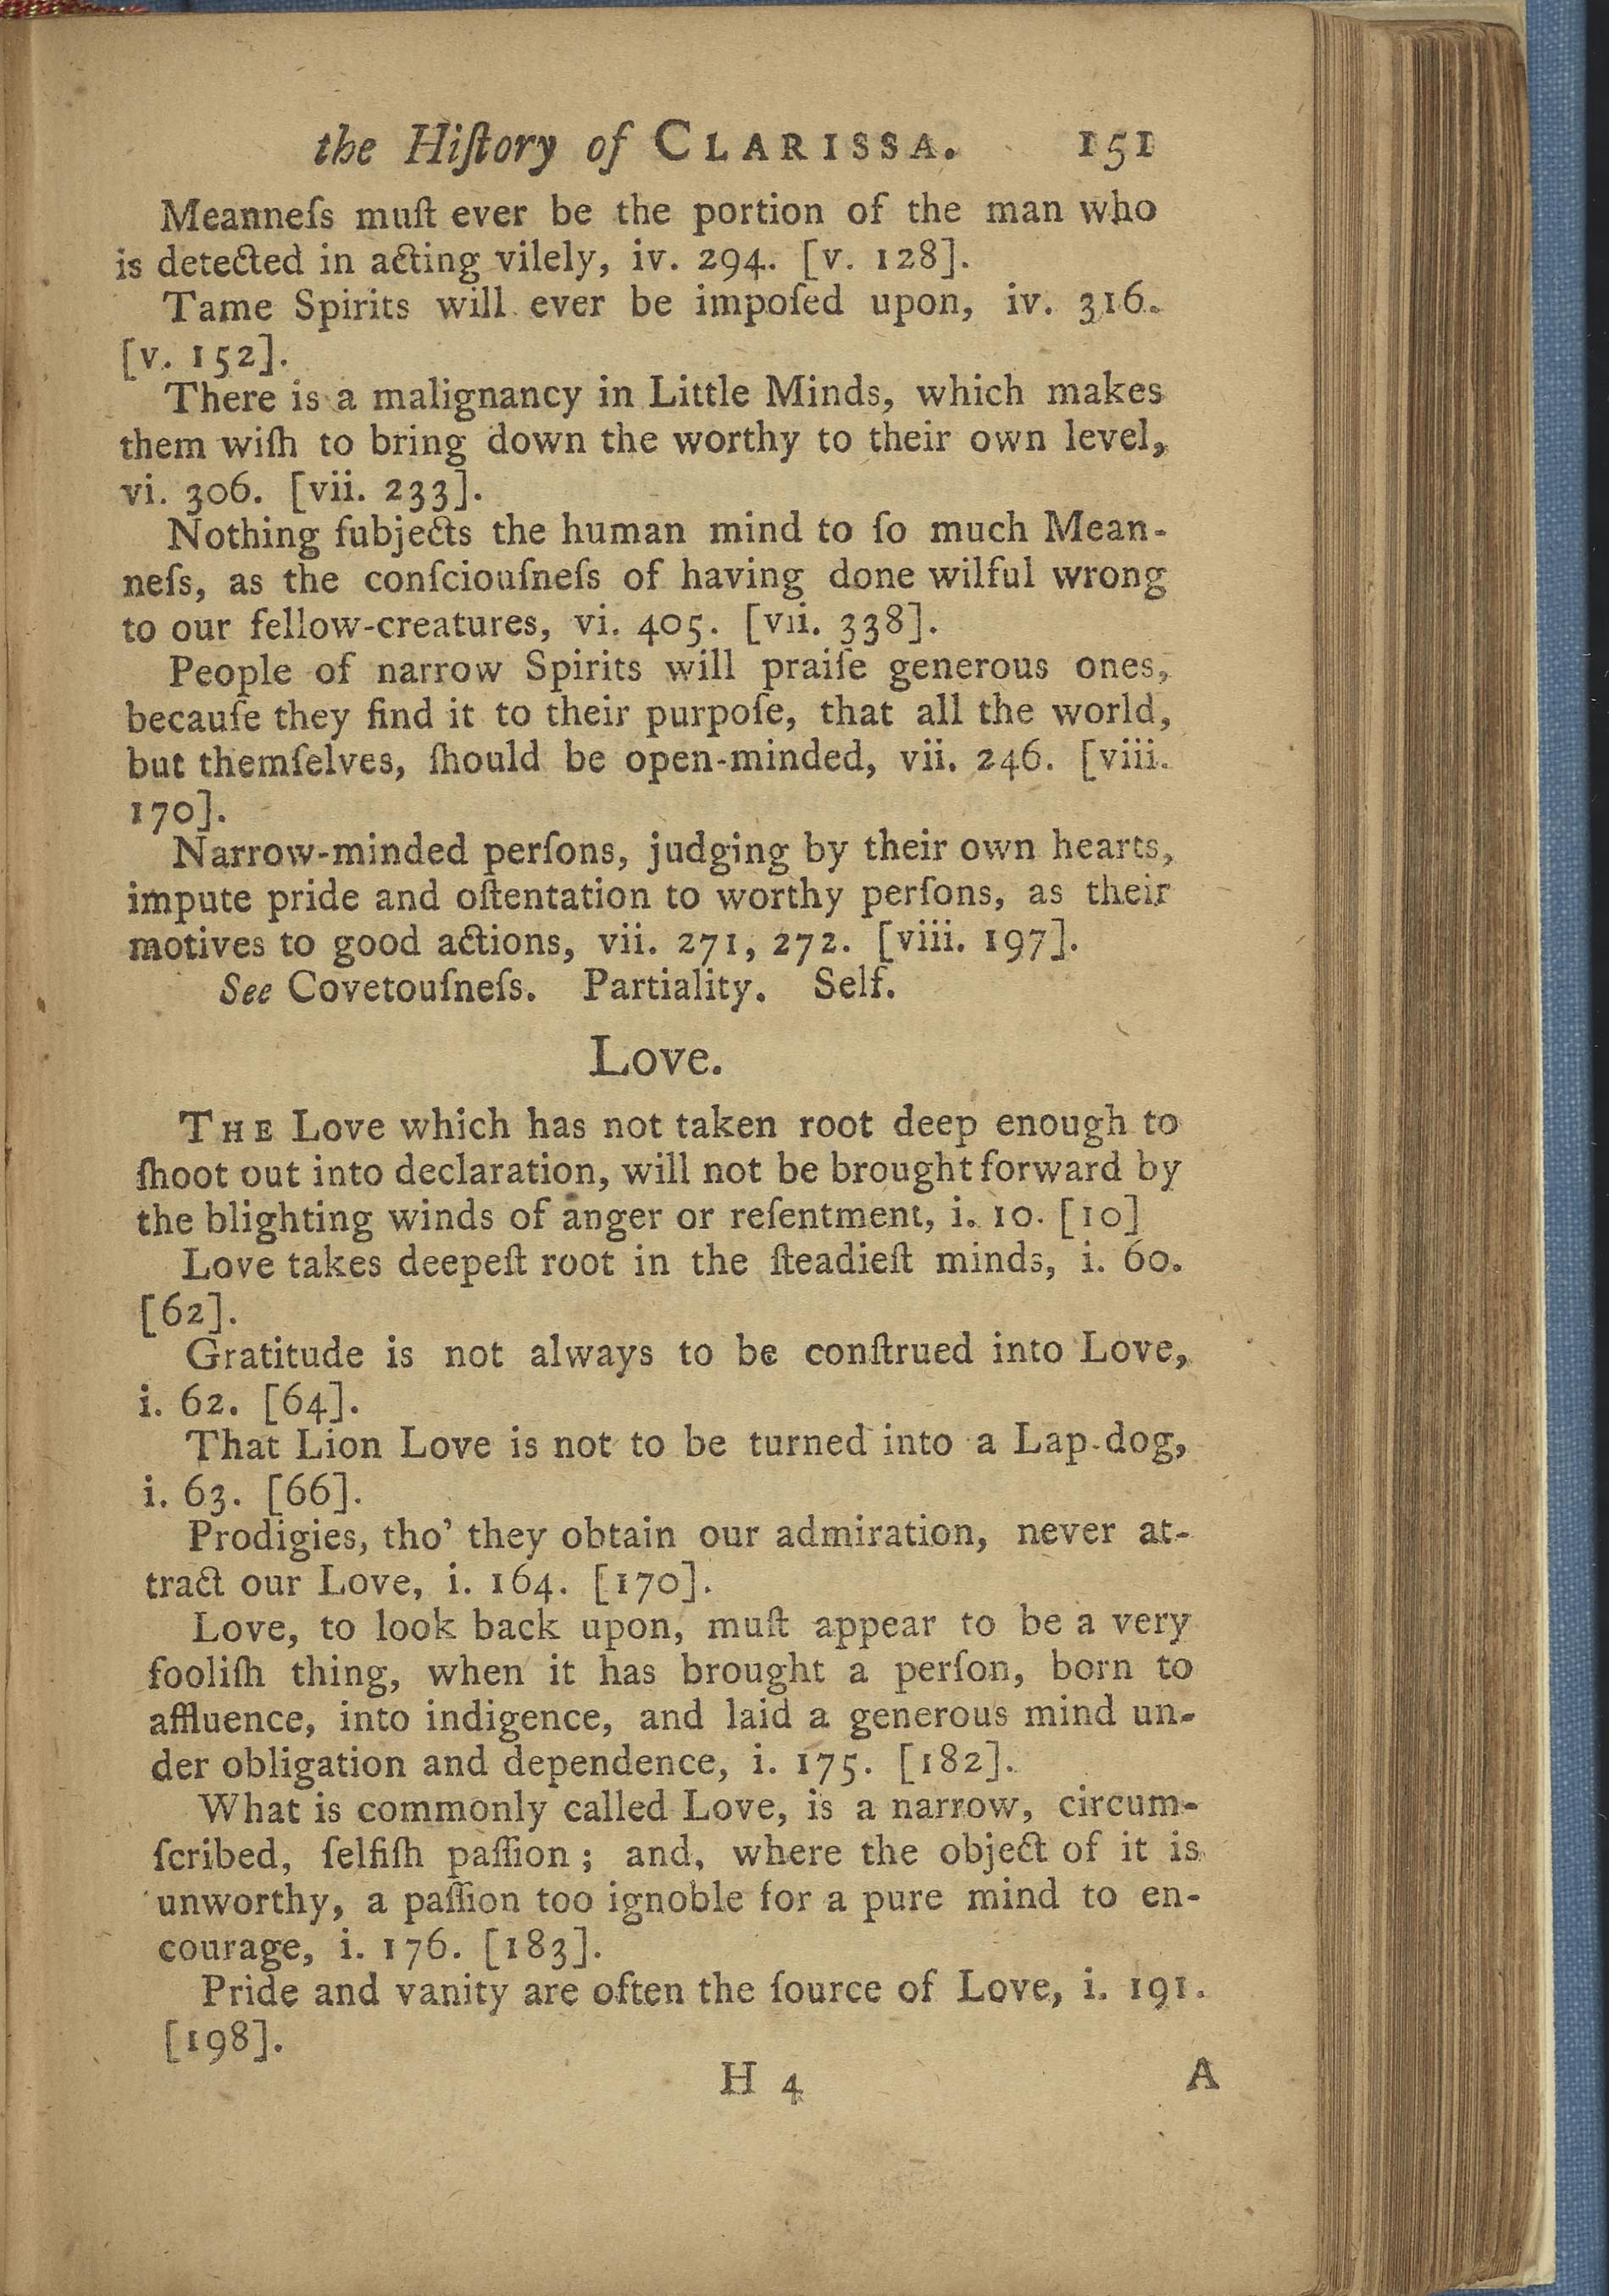 the Hiſtory of CLARISSA. 151
Meanneſs muſt ever be the portion of the man who
is detected in acting vilely, iv. 294. [v. 128].
Tame Spirits will ever be impoſed upon, iv. 316.
[v. 152].
There is a malignancy in Little Minds, which makes
them wiſh to bring down the worthy to their own level,
vi. 306. [vii. 233].
Nothing ſubjects the human mind to ſo much Mean-
neſs, as the conſciouſneſs of having done wilful wrong
to our fellow-creatures, vi. 405. [vii. 338].
People of narrow Spirits will praiſe generous ones,
becauſe they find it to their purpoſe, that all the world,
but themſelves, ſhould be open-minded, vii. 246. [viii.
170].
Narrow-minded perſons, judging by their own hearts,
impute pride and oſtentation to worthy perſons, as their
motives to good actions, vii. 271, 272. [viii. 197].
See Covetouſneſs. Partiality. Self.
Love.
THE Love which has not taken root deep enough to
ſhoot out into declaration, will not be brought forward by
the blighting winds of anger or reſentment, i. 10. [10]
Love takes deepeſt root in the ſteadieſt minds, i. 60.
[62].
Gratitude is not always to be conſtrued into Love,
i. 62. [64].
That Lion Love is not to be turned into a Lap-dog,
i. 63. [66].
Prodigies, tho' they obtain our admiration, never at-
tract our Love, i. 164. [170].
Love, to look back upon, muſt appear to be a very
fooliſh thing, when it has brought a perſon, born to
affluence, into indigence, and laid a generous mind un-
der obligation and dependence, i. 175. [182].
What is commonly called Love, is a narrow, circum-
ſcribed, ſelfiſh paſſion; and, where the object of it is
unworthy, a paſſion too ignoble for a pure mind to en-
courage, i. 176. [183].
Pride and vanity are often the ſource of Love, i. 191.
[198].
H 4 A